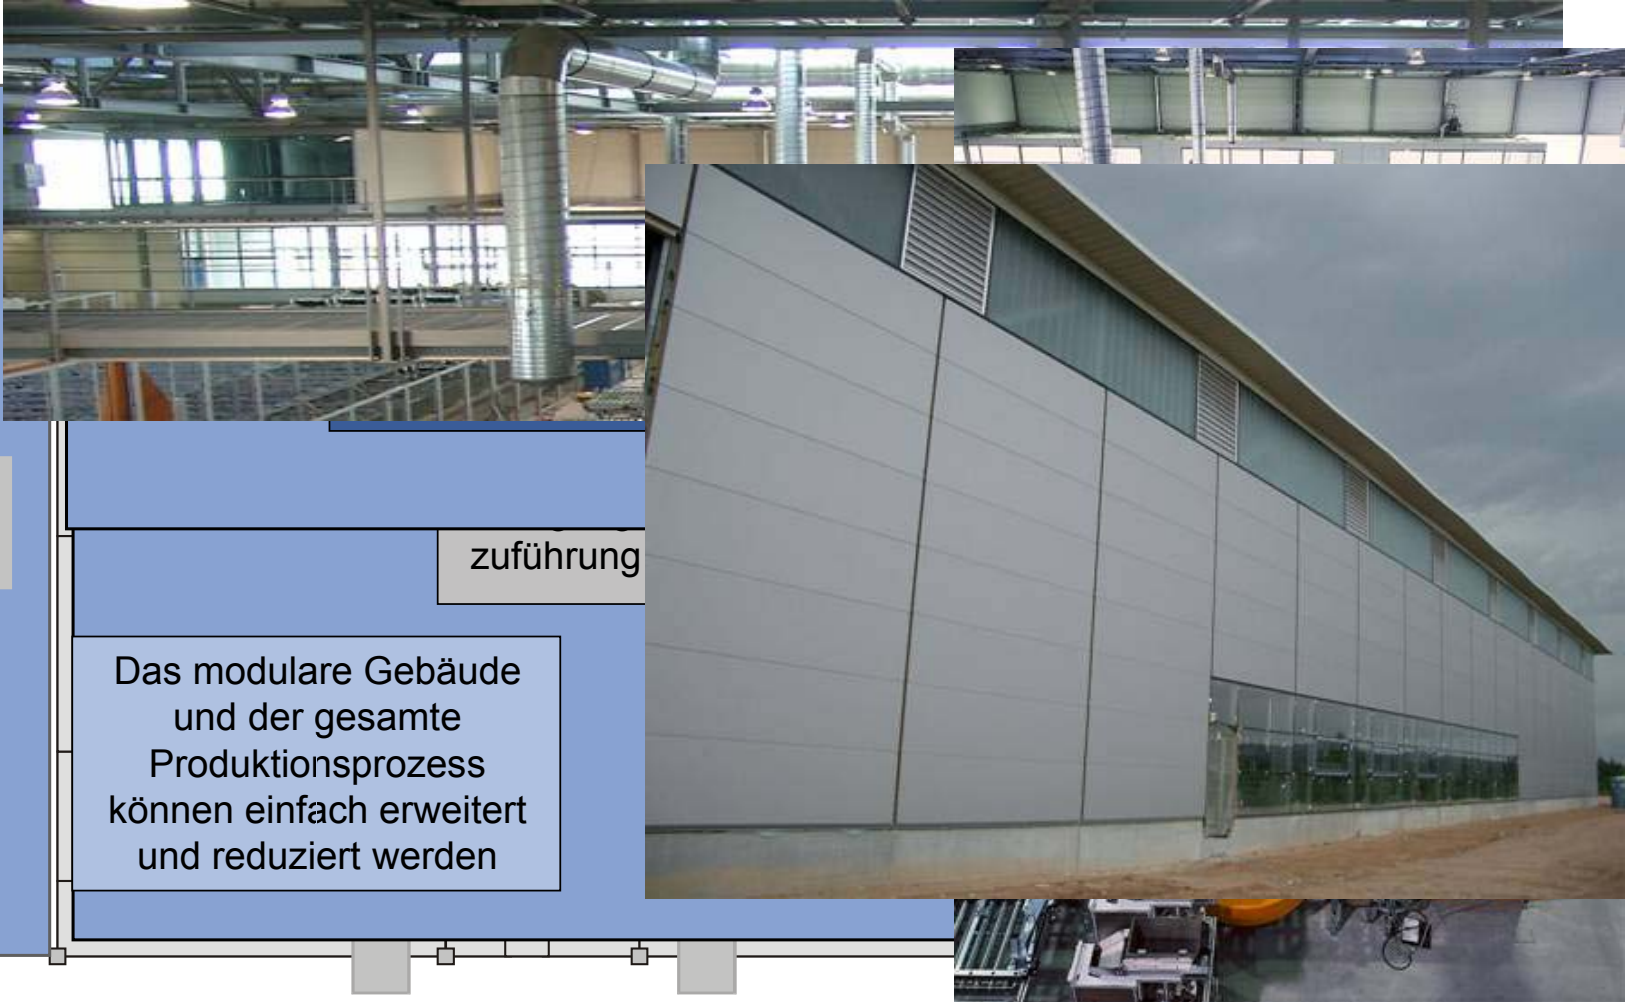 zuführung
Das modulare Gebäude
und der gesamte
Produktionsprozess
können einfach erweitert
und reduziert werden